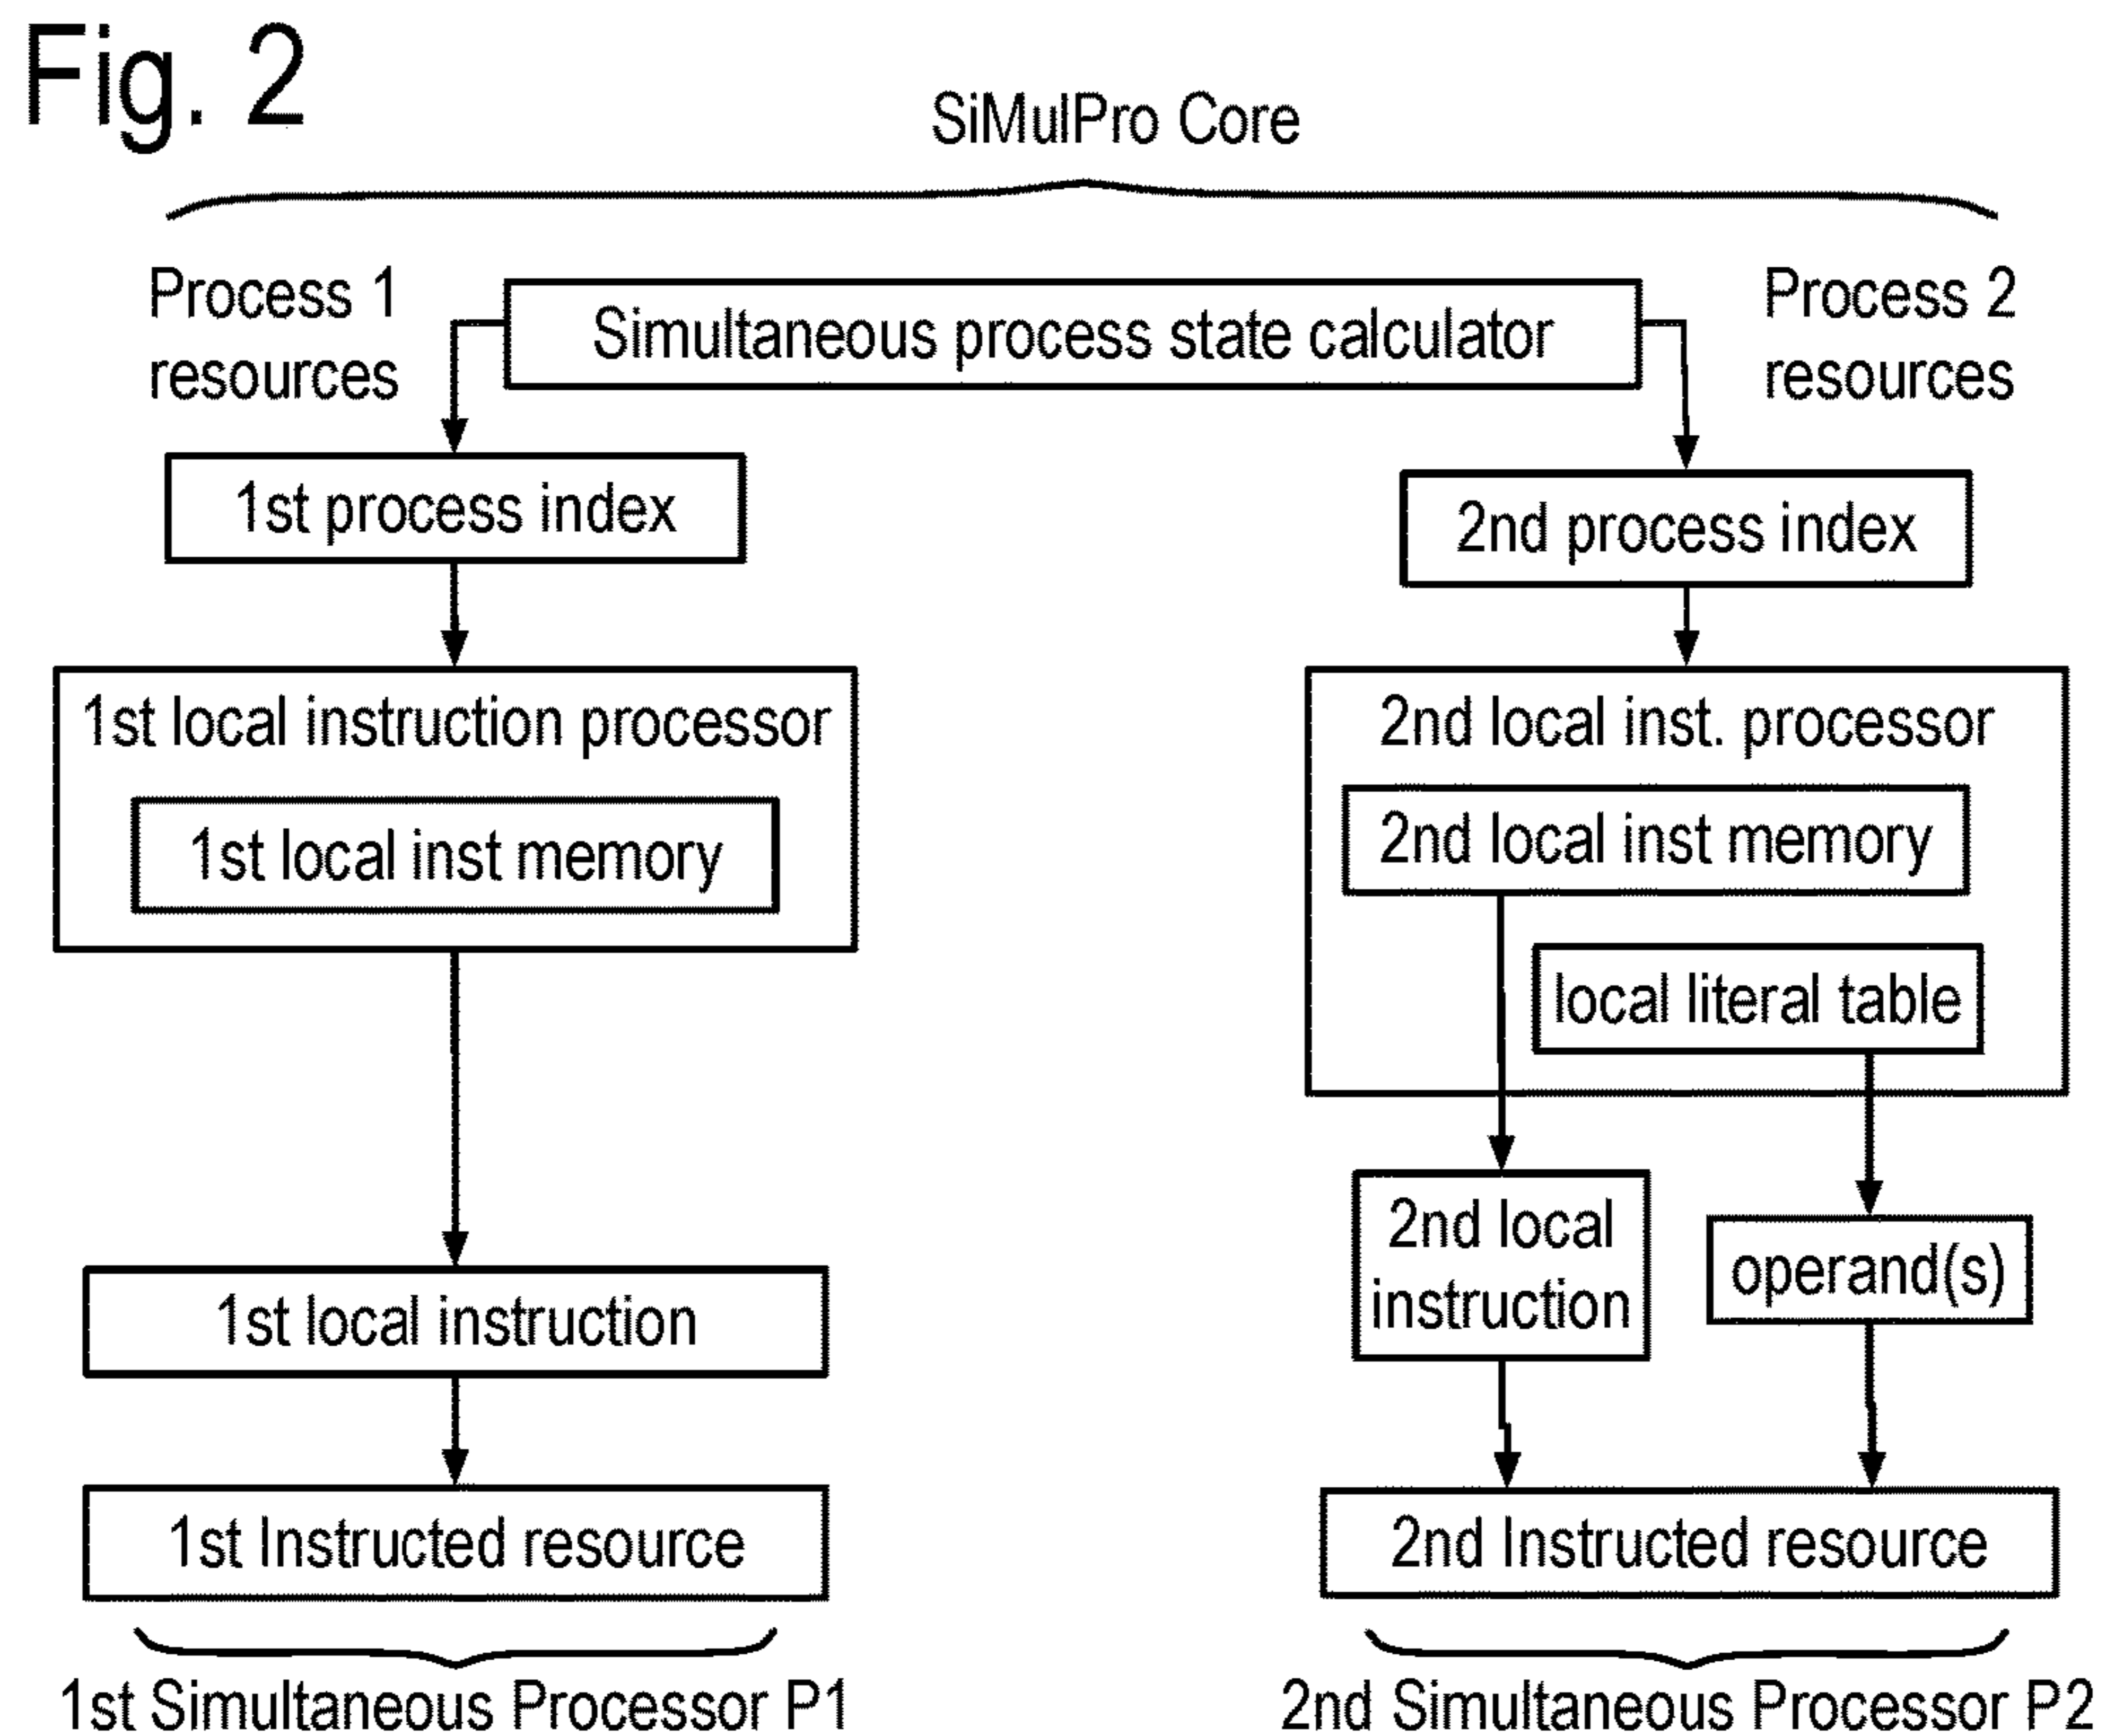 Fig. 2
SiMulPro Core
Process 1
resources
Simultaneous process state calculator
Process 2
resources
1st process index
2nd process index
1st local instruction processor
1st local inst memory
2nd local inst. processor
2nd local inst memory
local literal table
2nd local
instruction
operand(s)
1st local instruction
1st Instructed resource
2nd Instructed resource
1st Simultaneous Processor P1
2nd Simultaneous Processor P2